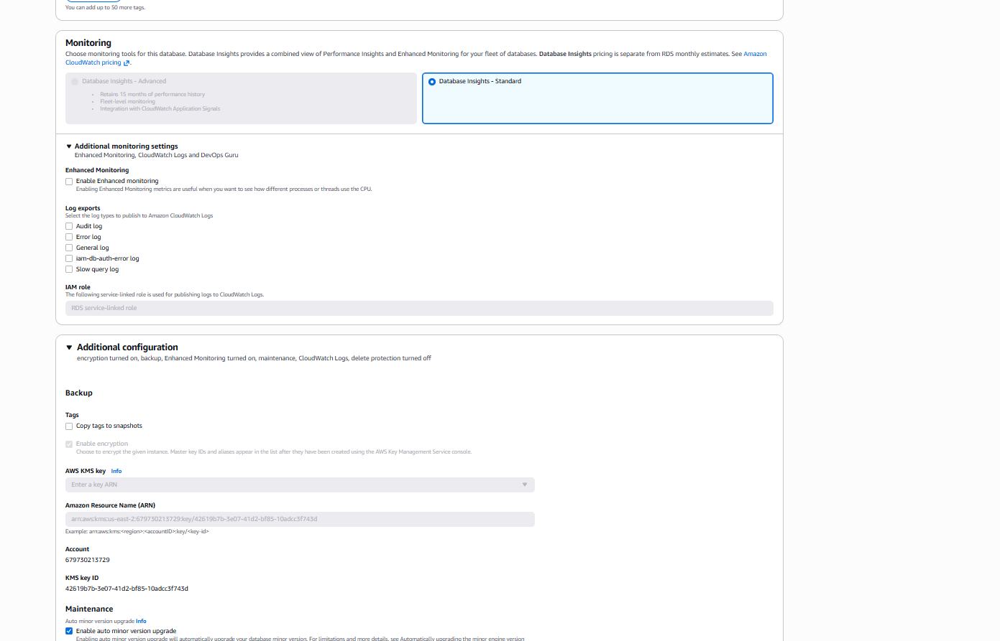 You can add up to 50 more tags.
Monitoring
Choose monitoring tools for this database. Database Insights provides a combined view of Performance Insights and Enhanced Monitoring for your fleet of databases. Database Insights pricing is separate from RDS monthly estimates. See Amazon
CloudWatch pricing.
Database Insights - Advanced
• Retains 15 months of performance history
• Fleet-level monitoring
• Integration with CloudWatch Application Signals
Database Insights - Standard
Additional monitoring settings
Enhanced Monitoring, CloudWatch Logs and DevOps Guru
Enhanced Monitoring
Enable Enhanced monitoring
Enabling Enhanced Monitoring metrics are useful when you want to see how different processes or threads use the CPU.
Log exports
Select the log types to publish to Amazon CloudWatch Logs
Audit log
Error log
General log
iam-db-auth-error log
Slow query log
IAM role
The following service-linked role is used for publishing logs to CloudWatch Logs.
RDS service-linked role
Additional configuration
encryption turned on, backup, Enhanced Monitoring turned on, maintenance, CloudWatch Logs, delete protection turned off
Backup
Tags
Copy tags to snapshots
Enable encryption
Choose to encrypt the given instance. Master key IDs and aliases appear in the list after they have been created using the AWS Key Management Service console.
AWS KMS key Info
Enter a key ARN
Amazon Resource Name (ARN)
arn:aws:kms:us-east-2:679730213729:key/42619b7b-3e07-41d2-bf85-10adcc3f743d
Example: arn:aws:kms:<region>:<accountID>:key/<key-id>
Account
679730213729
KMS key ID
42619b7b-3e07-41d2-bf85-10adcc3f743d
Maintenance
Auto minor version upgrade Info
Enable auto minor version upgrade
Enabling auto minor version upgrade will automatically upgrade your database minor version. For limitations and more details, see Automatically upgrading the minor engine version